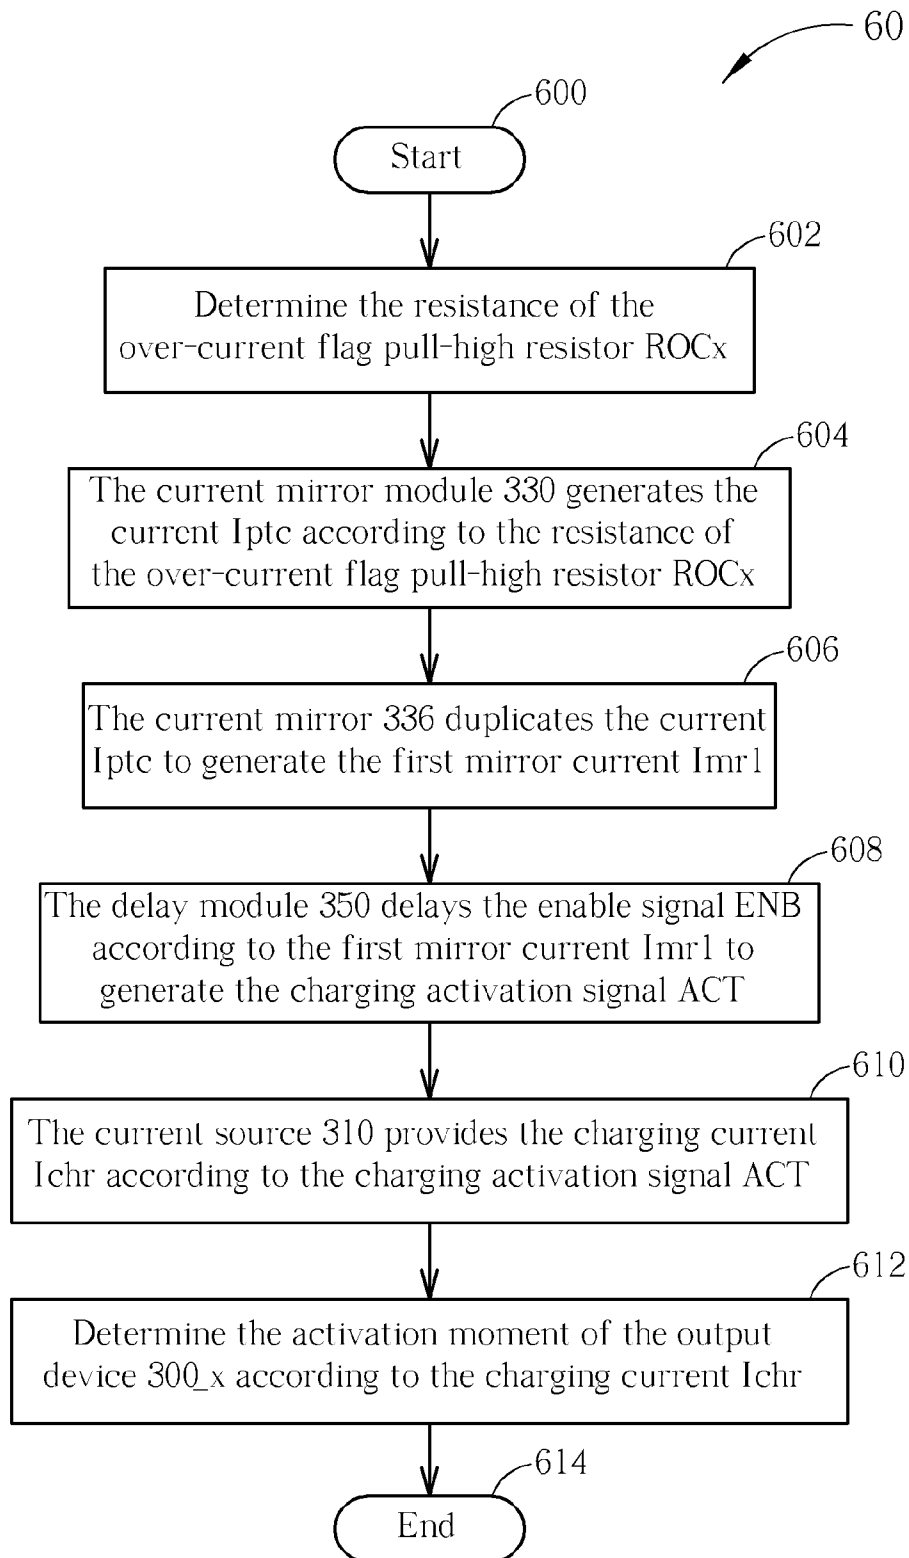 60
600
Start
602
Determine the resistance of the
over-current flag pull-high resistor ROCx
604
The current mirror module 330 generates the
current Iptc according to the resistance of
the over-current flag pull-high resistor ROCx
606
The current mirror 336 duplicates the current
Iptc to generate the first mirror current Imr1
608
The delay module 350 delays the enable signal ENB
according to the first mirror current Imr1 to
generate the charging activation signal ACT
610
The current source 310 provides the charging current
Ichr according to the charging activation signal ACT
612
Determine the activation moment of the output
device 300_x according to the charging current Ichr
614
End